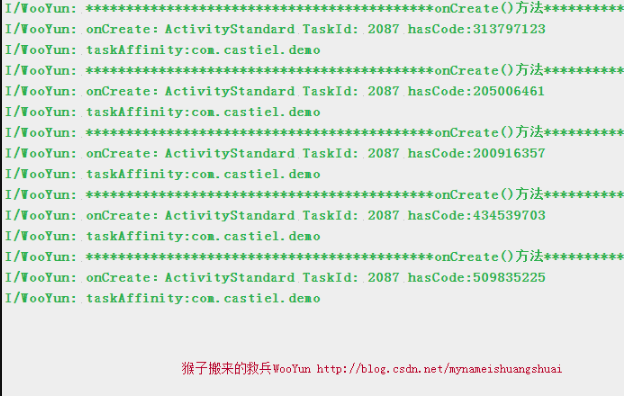 I/WooYun: ******************************************onCreate()方法**********
I/WooYun: onCreate：ActivityStandard TaskId: 2087 hasCode:313797123
I/WooYun: taskAffinity:com.castiel.demo
I/WooYun: ******************************************onCreate()方法**********
I/WooYun: onCreate：ActivityStandard TaskId: 2087 hasCode:205006461
I/WooYun: taskAffinity:com.castiel.demo
I/WooYun: ******************************************onCreate()方法**********
I/WooYun: onCreate：ActivityStandard TaskId: 2087 hasCode:200916357
I/WooYun: taskAffinity:com.castiel.demo
I/WooYun: ******************************************onCreate()方法**********
I/WooYun: onCreate：ActivityStandard TaskId: 2087 hasCode:434539703
I/WooYun: taskAffinity:com.castiel.demo
I/WooYun: ******************************************onCreate()方法**********
I/WooYun: onCreate：ActivityStandard TaskId: 2087 hasCode:509835225
I/WooYun: taskAffinity:com.castiel.demo
猴子搬来的救兵WooYun http://blog.csdn.net/mynameishuangshuai